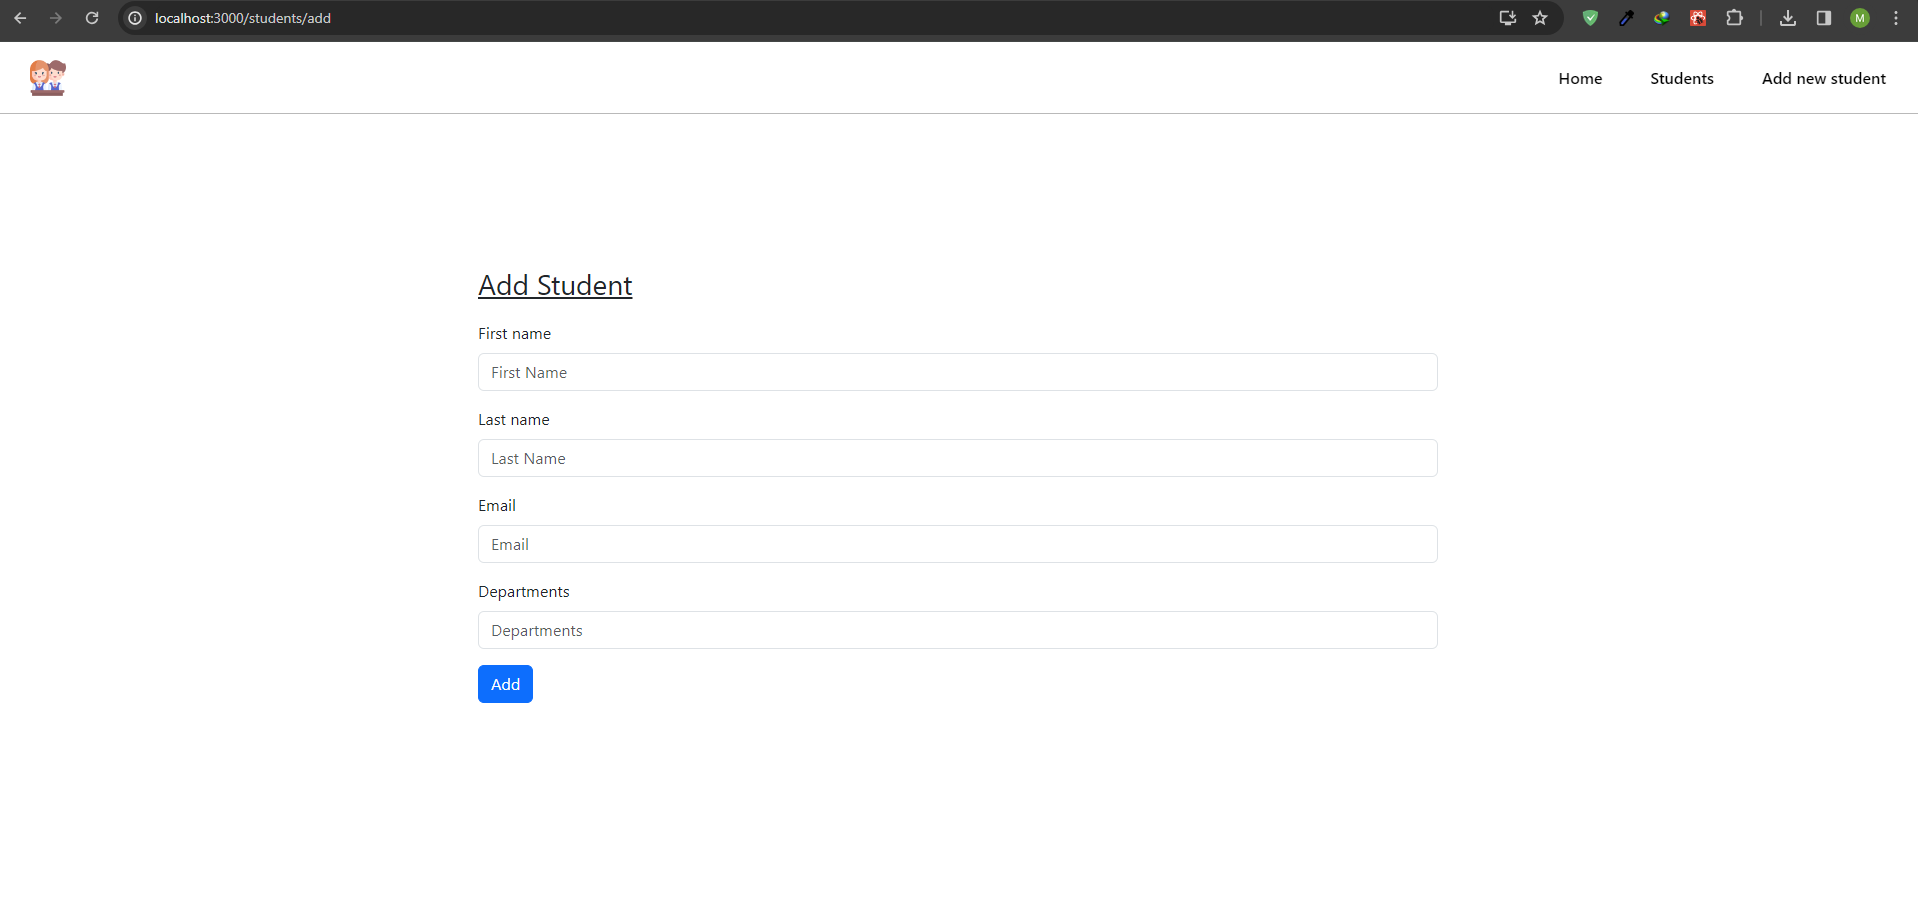 localhost:3000/students/add
M
Home Students Add new student
Add Student
First name
First Name
Last name
Last Name
Email
Email
Departments
Departments
Add